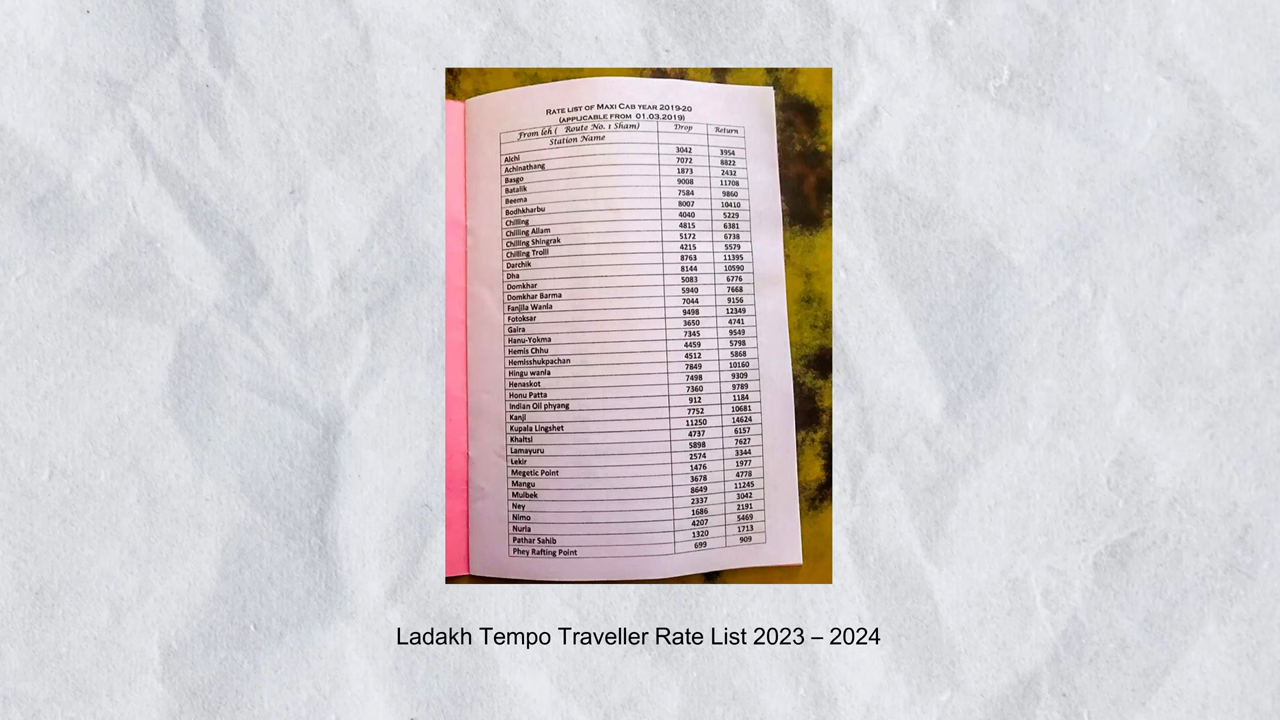 RATE LIST OF MAXI CAB YEAR 2019-20
(APPLICABLE FROM 01.03.2019)
From leh ( Route No. 1 Sham) Drop Return
Station Name
Alchi 3042 3954
Achinathang 7072 8822
Basgo 1873 2432
Batalik 9008 11708
Beema 7584 9860
Bodhkharbu 8007 10410
Chilling 4040 5229
Chilling Allam 4815 6381
Chilling Shingrak 5172 6738
Chilling Trolli 4215 5579
Darchik 8763 11395
Dha 8144 10590
Domkhar 5083 6776
Domkhar Barma 5940 7668
Fanjila Wanla 7044 9156
Fotoksar 9498 12349
Gaira 3650 4741
Hanu-Yokma 7345 9549
Hemis Chhu 4459 5798
Hemisshukpachan 4512 5868
Hingu wanla 7849 10160
Henaskot 7498 9309
Honu Patta 7360 9789
Indian Oil phyang 912 1184
Kanji 7752 10681
Kupala Lingshet 11250 14624
Khaltsi 4737 6157
Lamayuru 5898 7627
Lekir 2574 3344
Megetic Point 1476 1977
Mangu 3678 4778
Mulbek 8649 11245
Ney 2337 3042
Nimo 1686 2191
Nurla 4207 5469
Pathar Sahib 1320 1713
Phey Rafting Point 699 909
Ladakh Tempo Traveller Rate List 2023 – 2024